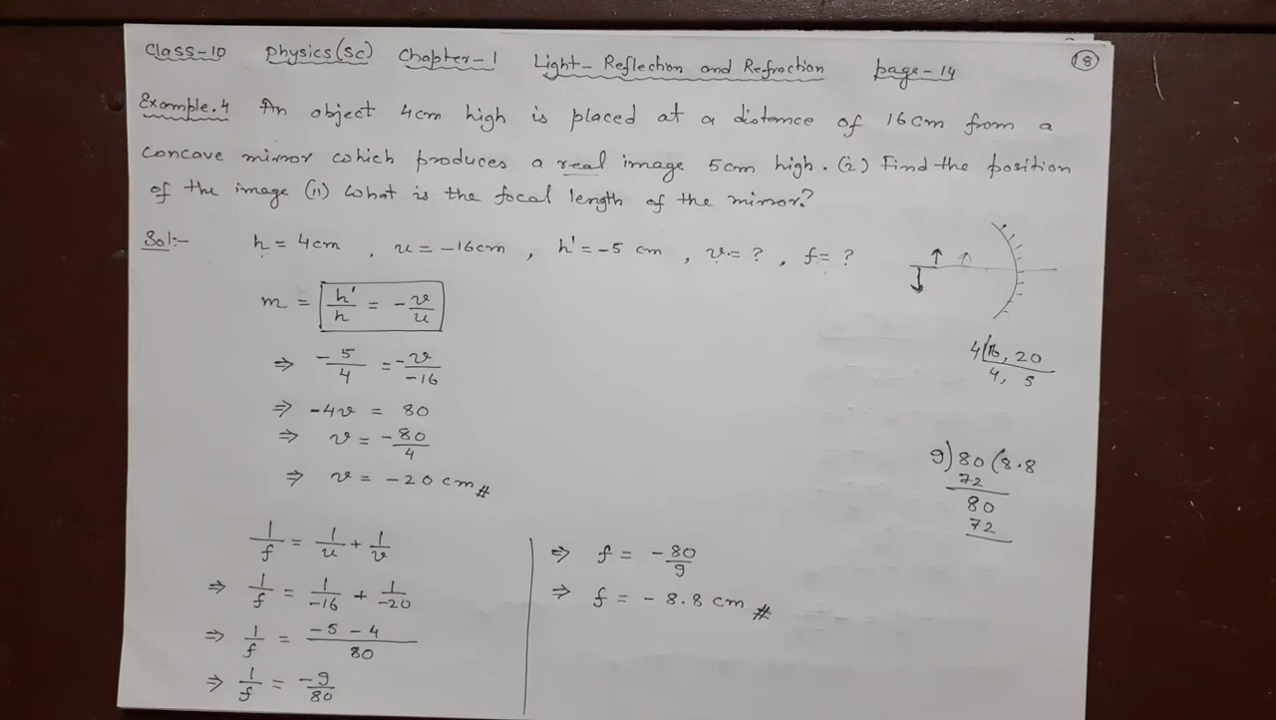 Class-10 Physics(Sc) Chapter-1 Light- Reflection and Refraction page-14 18
Example.4 An object 4cm high is placed at a distance of 16cm from a
concave mirror which produces a real image 5cm high. (i) Find the position
of the image (ii) What is the focal length of the mirror?
Sol:- h = 4cm , u = -16cm , h' = -5 cm , v = ? , f = ?
m = h'/h = -v/u
⇒ -5/4 = -v/-16
⇒ -4v = 80
⇒ v = -80/4
⇒ v = -20cm #
1/f = 1/u + 1/v
⇒ 1/f = 1/-16 + 1/-20
⇒ 1/f = -5-4/80
⇒ 1/f = -9/80
⇒ f = -80/9
⇒ f = -8.8 cm #
4|16, 20
4, 5
9)80(8.8
72
80
72